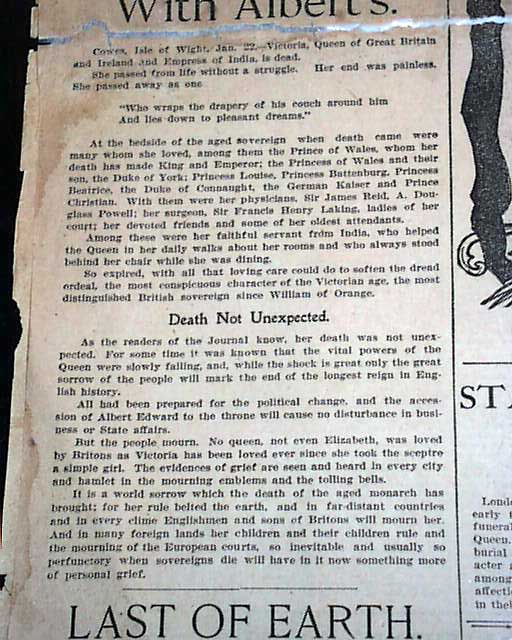 With Albert's.
Cowes, Isle of Wight, Jan. 22.—Victoria, Queen of Great Britain
and Ireland and Empress of India, is dead.
She passed from life without a struggle. Her end was painless.
She passed away as one
"Who wraps the drapery of his couch around him
And lies down to pleasant dreams."
At the bedside of the aged sovereign when death came were
many whom she loved, among them the Prince of Wales, whom her
death has made King and Emperor; the Princess of Wales and their
son, the Duke of York; Princess Louise, Princess Battenburg, Princess
Beatrice, the Duke of Connaught, the German Kaiser and Prince
Christian. With them were her physicians, Sir James Reid, A. Dou-
glass Powell; her surgeon, Sir Francis Henry Laking, ladies of her
court; her devoted friends and some of her oldest attendants.
Among these were her faithful servant from India, who helped
the Queen in her daily walks about her rooms and who always stood
behind her chair while she was dining.
So expired, with all that loving care could do to soften the dread
ordeal, the most conspicuous character of the Victorian age, the most
distinguished British sovereign since William of Orange.
Death Not Unexpected.
As the readers of the Journal know, her death was not unex-
pected. For some time it was known that the vital powers of the
Queen were slowly failing, and, while the shock is great only the great
sorrow of the people will mark the end of the longest reign in Eng-
lish history.
All had been prepared for the political change, and the acces-
sion of Albert Edward to the throne will cause no disturbance in busi-
ness or State affairs.
But the people mourn. No queen, not even Elizabeth, was loved
by Britons as Victoria has been loved ever since she took the sceptre
a simple girl. The evidences of grief are seen and heard in every city
and hamlet in the mourning emblems and the tolling bells.
It is a world sorrow which the death of the aged monarch has
brought; for her rule belted the earth, and in far-distant countries
and in every clime Englishmen and sons of Britons will mourn her.
And in many foreign lands her children and their children rule and
the mourning of the European courts, so inevitable and usually so
perfunctory when sovereigns die will have in it now something more
of personal grief.
LAST OF EARTH.
STA
Lond
early t
funeral
Queen.
burial
acter a
among
affecti
in thei